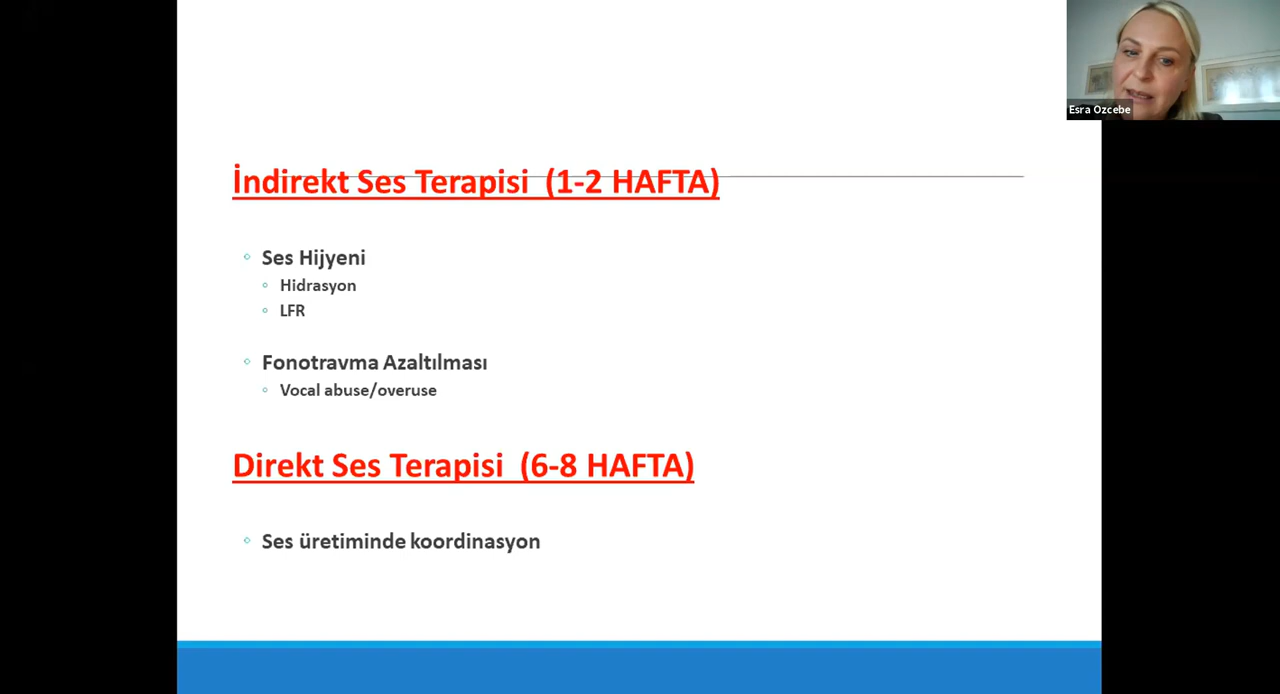 Esra Ozcebe
İndirekt Ses Terapisi (1-2 HAFTA)
Ses Hijyeni
Hidrasyon
LFR
Fonotravma Azaltılması
Vocal abuse/overuse
Direkt Ses Terapisi (6-8 HAFTA)
Ses üretiminde koordinasyon